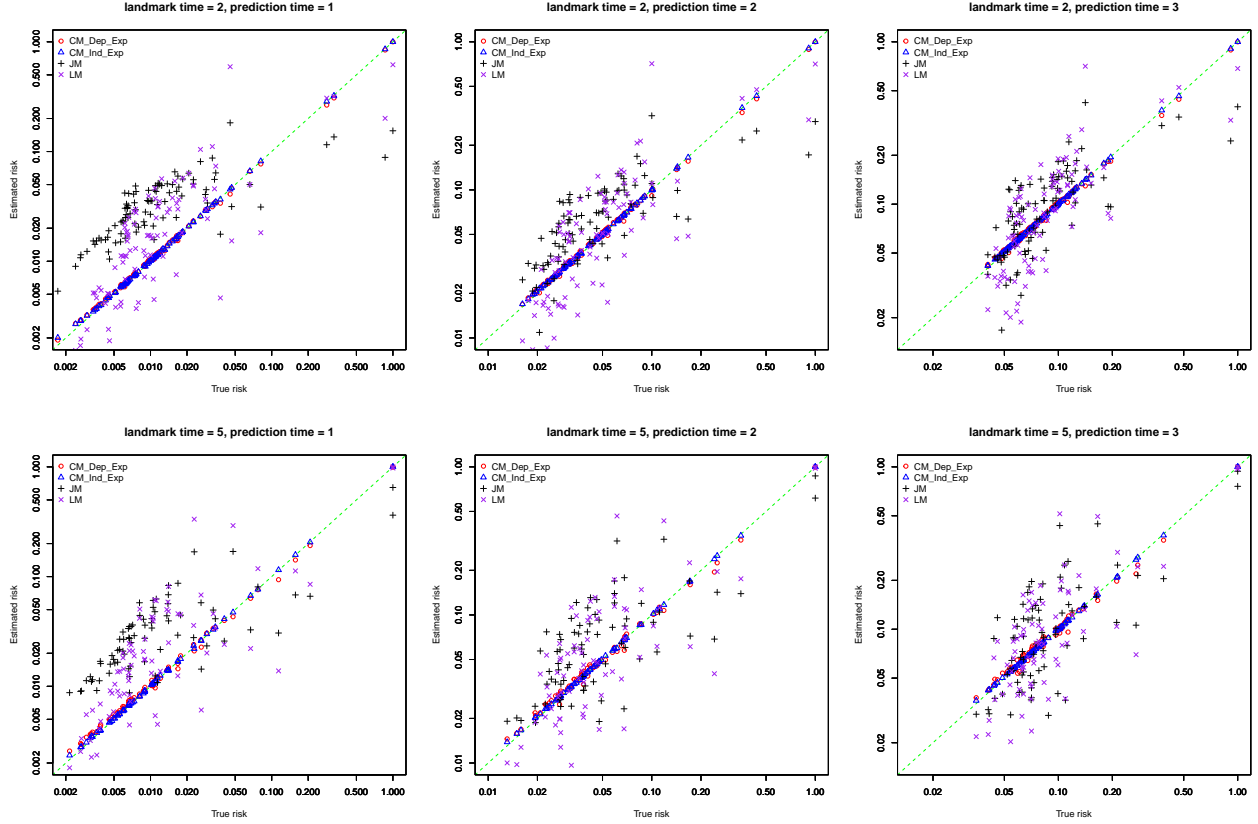 landmark time = 2, prediction time = 1
CM_Dep_Exp
CM_Ind_Exp
JM
LM
Estimated risk
0.002 0.005 0.010 0.020 0.050 0.100 0.200 0.500 1.000
0.002 0.005 0.010 0.020 0.050 0.100 0.200 0.500 1.000
True risk
landmark time = 2, prediction time = 2
CM_Dep_Exp
CM_Ind_Exp
JM
LM
Estimated risk
0.01 0.02 0.05 0.10 0.20 0.50 1.00
0.01 0.02 0.05 0.10 0.20 0.50 1.00
True risk
landmark time = 2, prediction time = 3
CM_Dep_Exp
CM_Ind_Exp
JM
LM
Estimated risk
0.02 0.05 0.10 0.20 0.50 1.00
0.02 0.05 0.10 0.20 0.50 1.00
True risk
landmark time = 5, prediction time = 1
CM_Dep_Exp
CM_Ind_Exp
JM
LM
Estimated risk
0.002 0.005 0.010 0.020 0.050 0.100 0.200 0.500 1.000
0.002 0.005 0.010 0.020 0.050 0.100 0.200 0.500 1.000
True risk
landmark time = 5, prediction time = 2
CM_Dep_Exp
CM_Ind_Exp
JM
LM
Estimated risk
0.01 0.02 0.05 0.10 0.20 0.50 1.00
0.01 0.02 0.05 0.10 0.20 0.50 1.00
True risk
landmark time = 5, prediction time = 3
CM_Dep_Exp
CM_Ind_Exp
JM
LM
Estimated risk
0.02 0.05 0.10 0.20 0.50 1.00
0.02 0.05 0.10 0.20 0.50 1.00
True risk